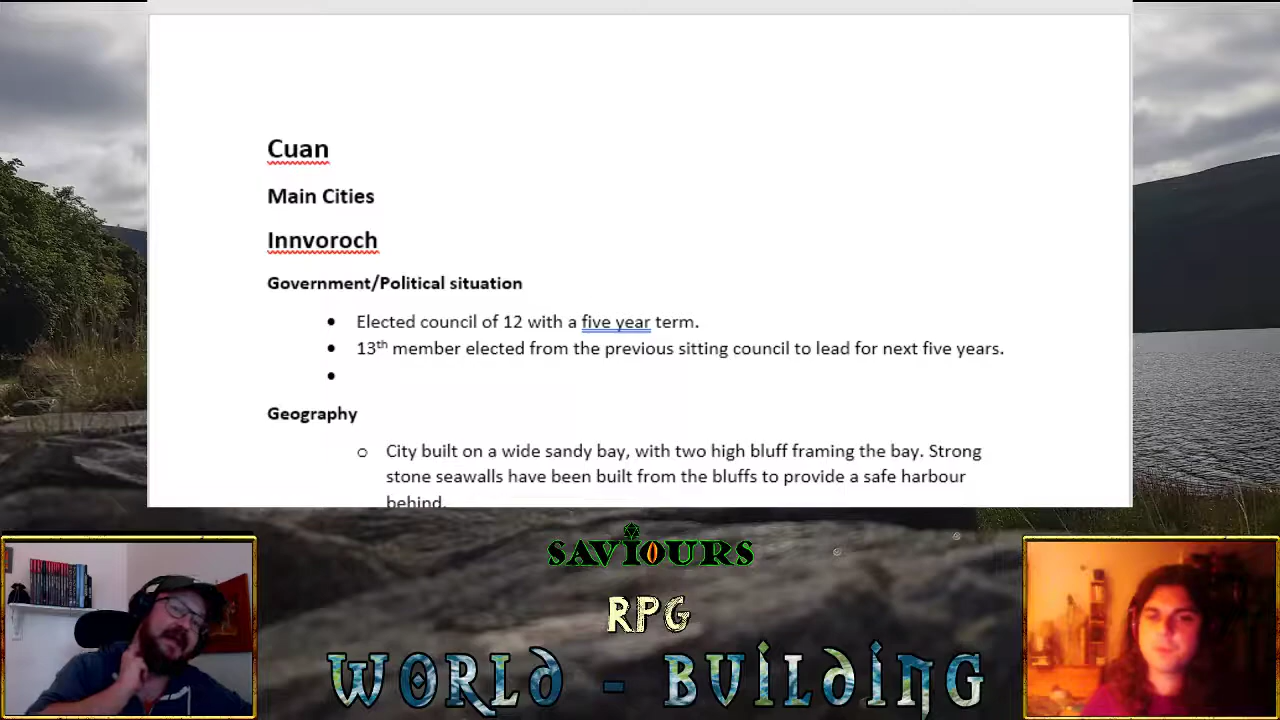 Cuan
Main Cities
Innvoroch
Government/Political situation
• Elected council of 12 with a five year term.
• 13th member elected from the previous sitting council to lead for next five years.
•
Geography
o City built on a wide sandy bay, with two high bluff framing the bay. Strong
stone seawalls have been built from the bluffs to provide a safe harbour
behind.
SAVIOURS
RPG
WORLD - BUILDING